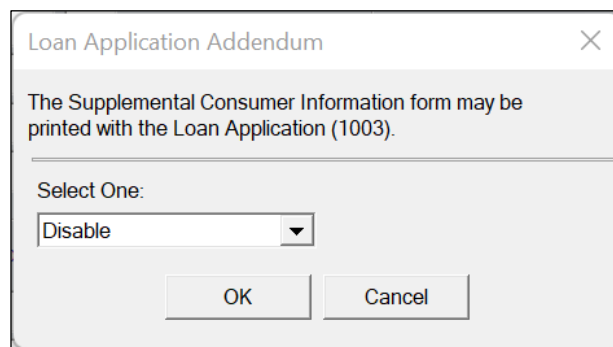 Loan Application Addendum
The Supplemental Consumer Information form may be
printed with the Loan Application (1003).
Select One:
Disable
OK
Cancel